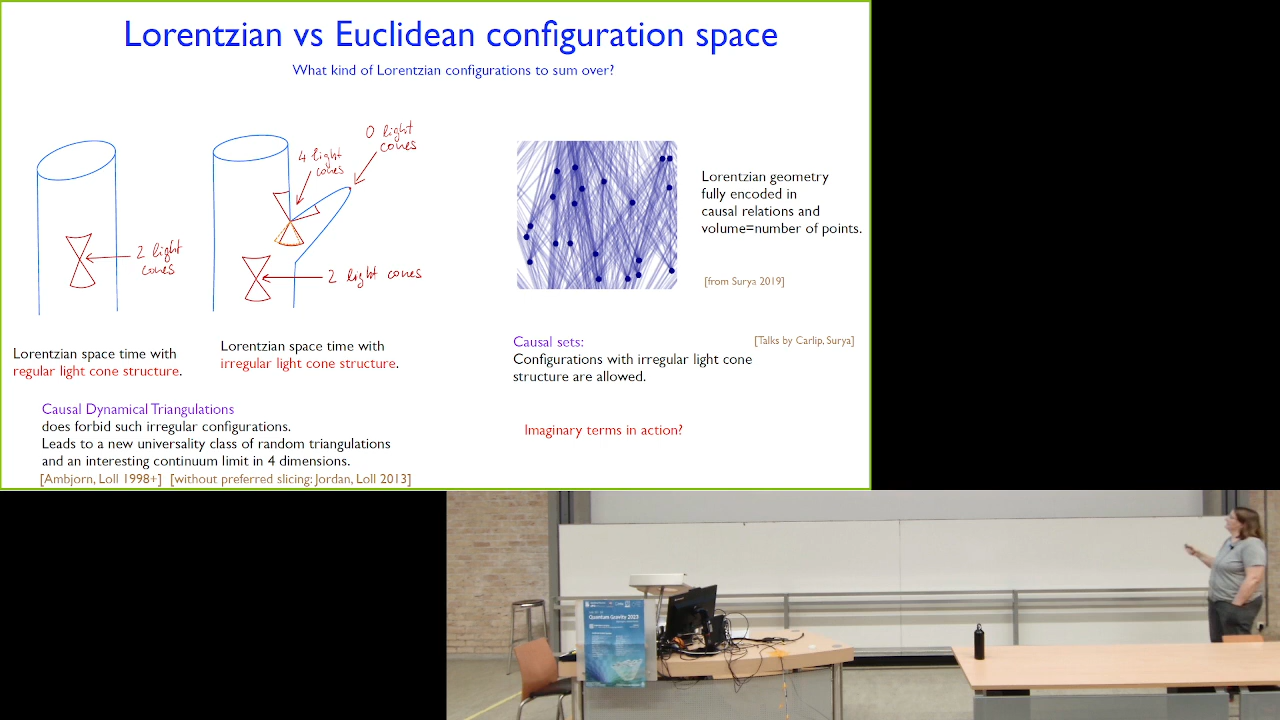 Lorentzian vs Euclidean configuration space
What kind of Lorentzian configurations to sum over?
2 light
cones
4 light
cones
0 light
cones
2 light cones
Lorentzian space time with
regular light cone structure.
Lorentzian space time with
irregular light cone structure.
Causal Dynamical Triangulations
does forbid such irregular configurations.
Leads to a new universality class of random triangulations
and an interesting continuum limit in 4 dimensions.
[Ambjorn, Loll 1998+] [without preferred slicing: Jordan, Loll 2013]
Lorentzian geometry
fully encoded in
causal relations and
volume=number of points.
[from Surya 2019]
Causal sets:
[Talks by Carlip, Surya]
Configurations with irregular light cone
structure are allowed.
Imaginary terms in action?
Quantum Gravity 2023